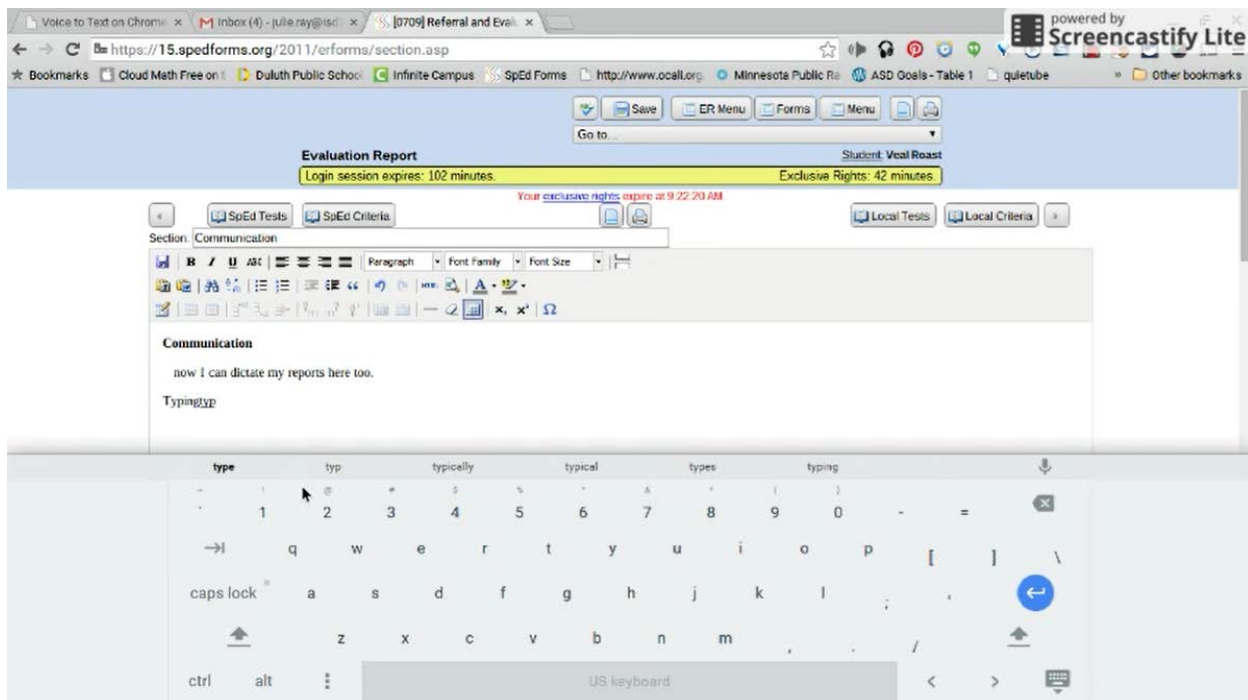 Voice to Text on Chrome
Inbox (4) - julie.ray@isd7
[0709] Referral and Eval
powered by
Screencastify Lite
https://15.spedforms.org/2011/erforms/section.asp
Bookmarks Cloud Math Free on t Duluth Public School Infinite Campus SpEd Forms http://www.ocali.org Minnesota Public Ra ASD Goals - Table 1 quietube » Other bookmarks
Save ER Menu Forms Menu
Go to...
Evaluation Report Student: Veal Roast
Login session expires: 102 minutes. Exclusive Rights: 42 minutes.
Your exclusive rights expire at 9:22:20 AM
« SpEd Tests SpEd Criteria Local Tests Local Criteria »
Section: Communication
B I U ABC Paragraph Font Family Font Size
HTML A
x, x² Ω
Communication
now I can dictate my reports here too.
Typingtyp
type typ typically typical types typing
~ ! @ # $ % ^ & * ( )
` 1 2 3 4 5 6 7 8 9 0 - =
q w e r t y u i o p [ ] \
caps lock a s d f g h j k l ; '
z x c v b n m , . /
ctrl alt US keyboard < >